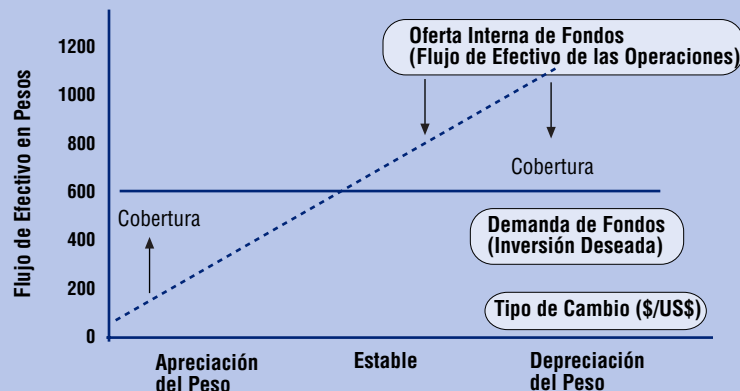 Flujo de Efectivo en Pesos
1200
1000
800
600
400
200
0
Oferta Interna de Fondos
(Flujo de Efectivo de las Operaciones)
Cobertura
Cobertura
Demanda de Fondos
(Inversión Deseada)
Tipo de Cambio ($/US$)
Apreciación
del Peso
Estable
Depreciación
del Peso